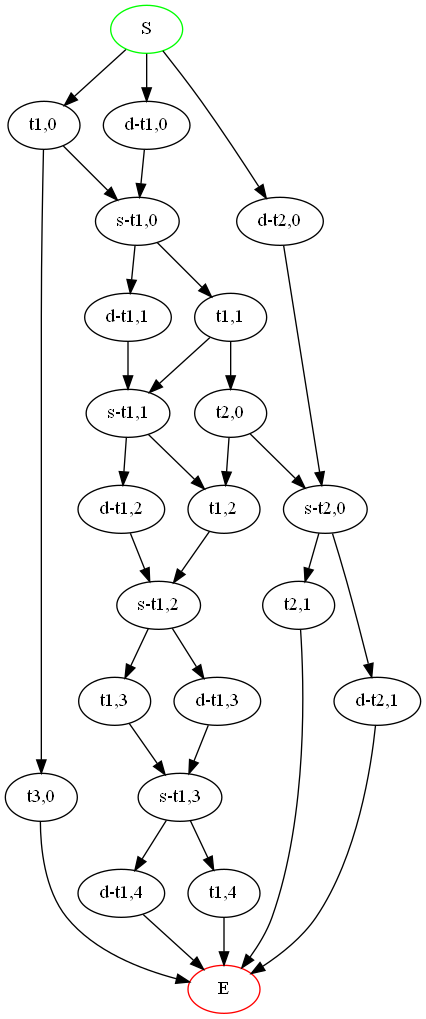 S
t1,0
d-t1,0
s-t1,0
d-t2,0
d-t1,1
t1,1
s-t1,1
t2,0
d-t1,2
t1,2
s-t2,0
s-t1,2
t2,1
t1,3
d-t1,3
d-t2,1
t3,0
s-t1,3
d-t1,4
t1,4
E